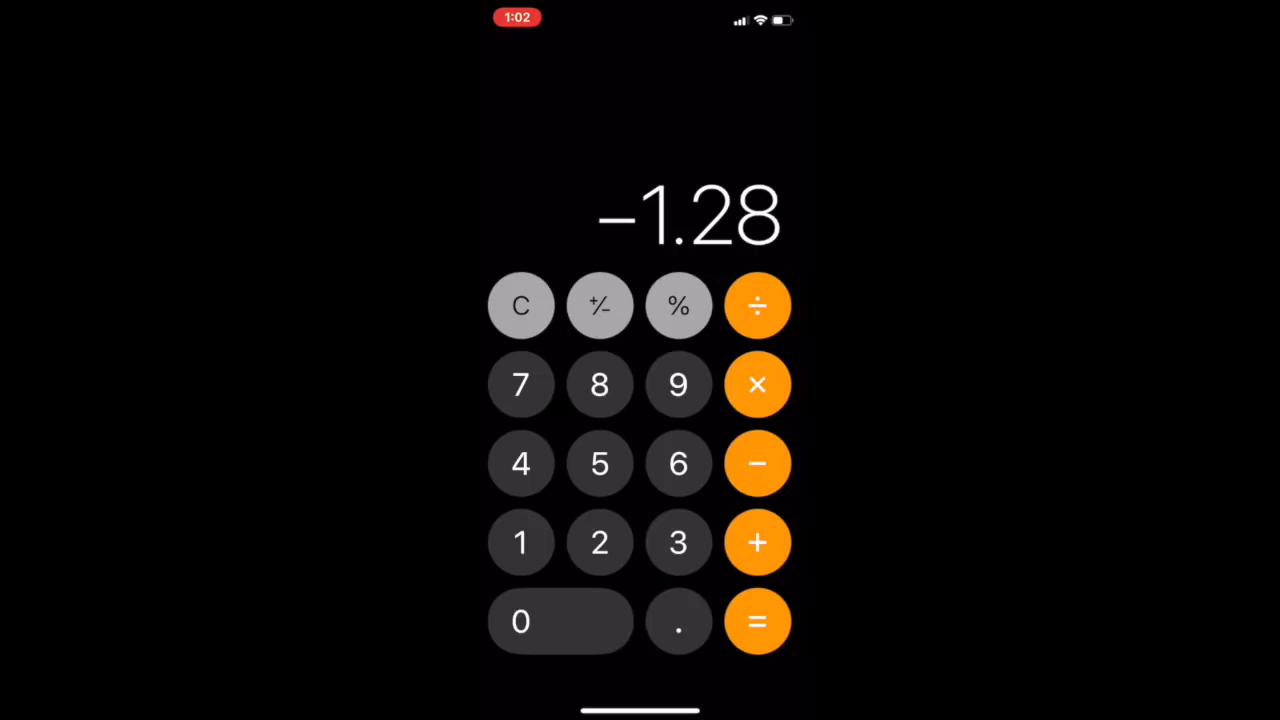 1:02
−1.28
C ⁺⁄₋ % ÷
7 8 9 ×
4 5 6 −
1 2 3 +
0 . =